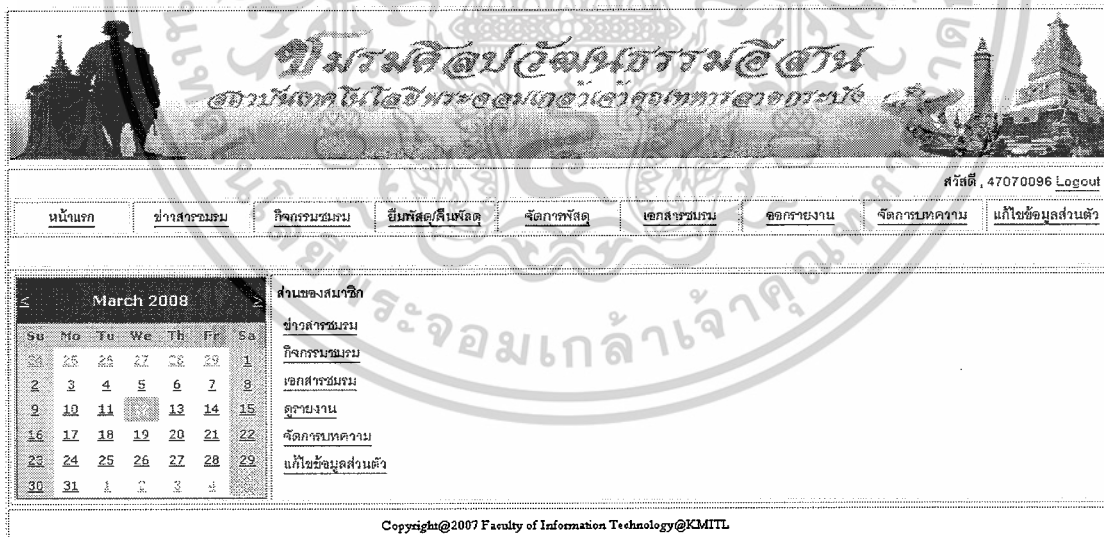 ชมรมศิลปวัฒนธรรมอีสาน
สถาบันเทคโนโลยีพระจอมเกล้าเจ้าคุณทหารลาดกระบัง
สวัสดี , 47070096 Logout
หน้าแรก ข่าวสารชมรม กิจกรรมชมรม ยืมพัสดุ/คืนพัสดุ จัดการพัสดุ เอกสารชมรม ออกรายงาน จัดการบทความ แก้ไขข้อมูลส่วนตัว
< March 2008 >
Su Mo Tu We Th Fr Sa
24 25 26 27 28 29 1
2 3 4 5 6 7 8
9 10 11 12 13 14 15
16 17 18 19 20 21 22
23 24 25 26 27 28 29
30 31 1 2 3 4
ส่วนของสมาชิก
ข่าวสารชมรม
กิจกรรมชมรม
เอกสารชมรม
ดูรายงาน
จัดการบทความ
แก้ไขข้อมูลส่วนตัว
Copyright@2007 Faculty of Information Technology@KMITL